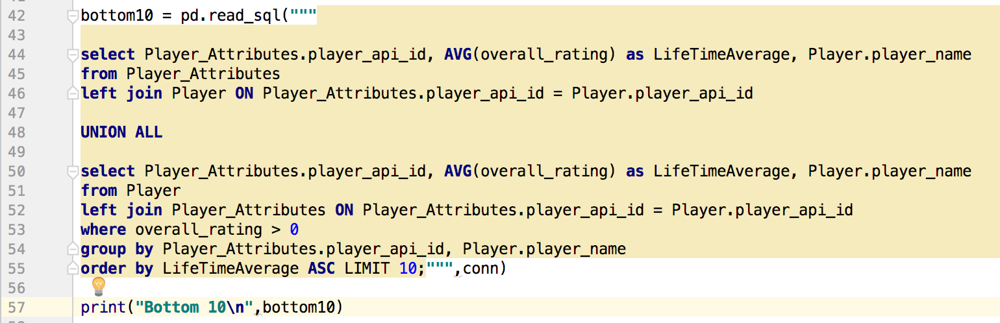 42 bottom10 = pd.read_sql("""
43
44 select Player_Attributes.player_api_id, AVG(overall_rating) as LifeTimeAverage, Player.player_name
45 from Player_Attributes
46 left join Player ON Player_Attributes.player_api_id = Player.player_api_id
47
48 UNION ALL
49
50 select Player_Attributes.player_api_id, AVG(overall_rating) as LifeTimeAverage, Player.player_name
51 from Player
52 left join Player_Attributes ON Player_Attributes.player_api_id = Player.player_api_id
53 where overall_rating > 0
54 group by Player_Attributes.player_api_id, Player.player_name
55 order by LifeTimeAverage ASC LIMIT 10;""",conn)
56
57 print("Bottom 10\n",bottom10)